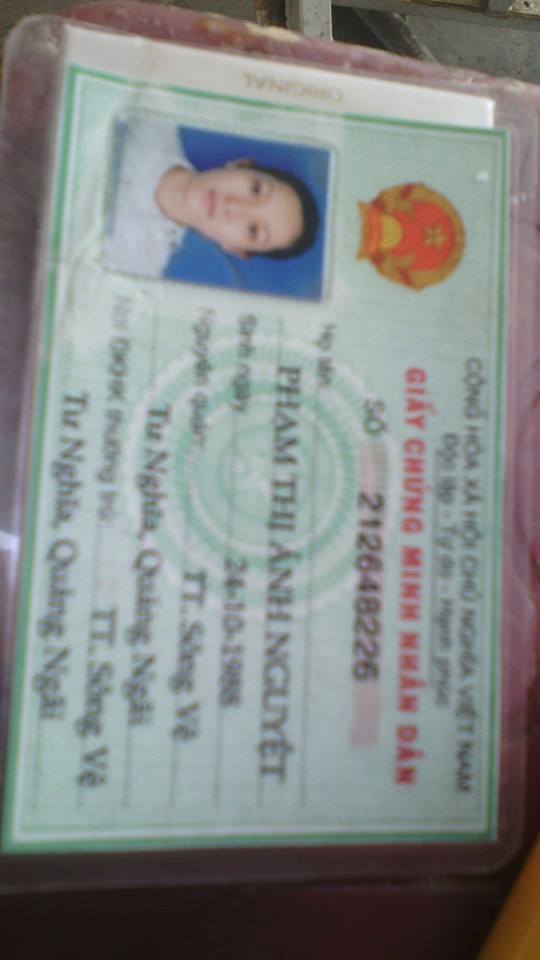 ORIGINAL
CỘNG HÒA XÃ HỘI CHỦ NGHĨA VIỆT NAM
Độc lập - Tự do - Hạnh phúc
GIẤY CHỨNG MINH NHÂN DÂN
SỐ 212648226
Họ tên
PHẠM THỊ ÁNH NGUYỆT
Sinh ngày 24-10-1988
Nguyên quán TT. Sông Vệ
Tư Nghĩa, Quảng Ngãi
Nơi ĐKHK thường trú TT. Sông Vệ
Tư Nghĩa, Quảng Ngãi